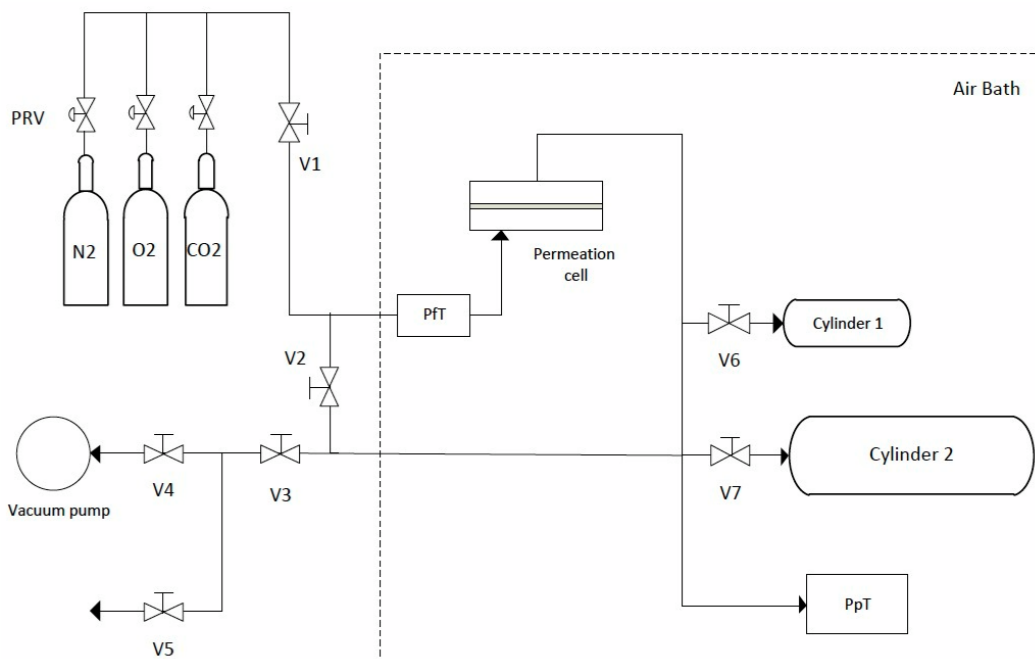 Air Bath
PRV
V1
N2
O2
CO2
Permeation
cell
PfT
Cylinder 1
V6
V2
Cylinder 2
V4
V3
V7
Vacuum pump
PpT
V5